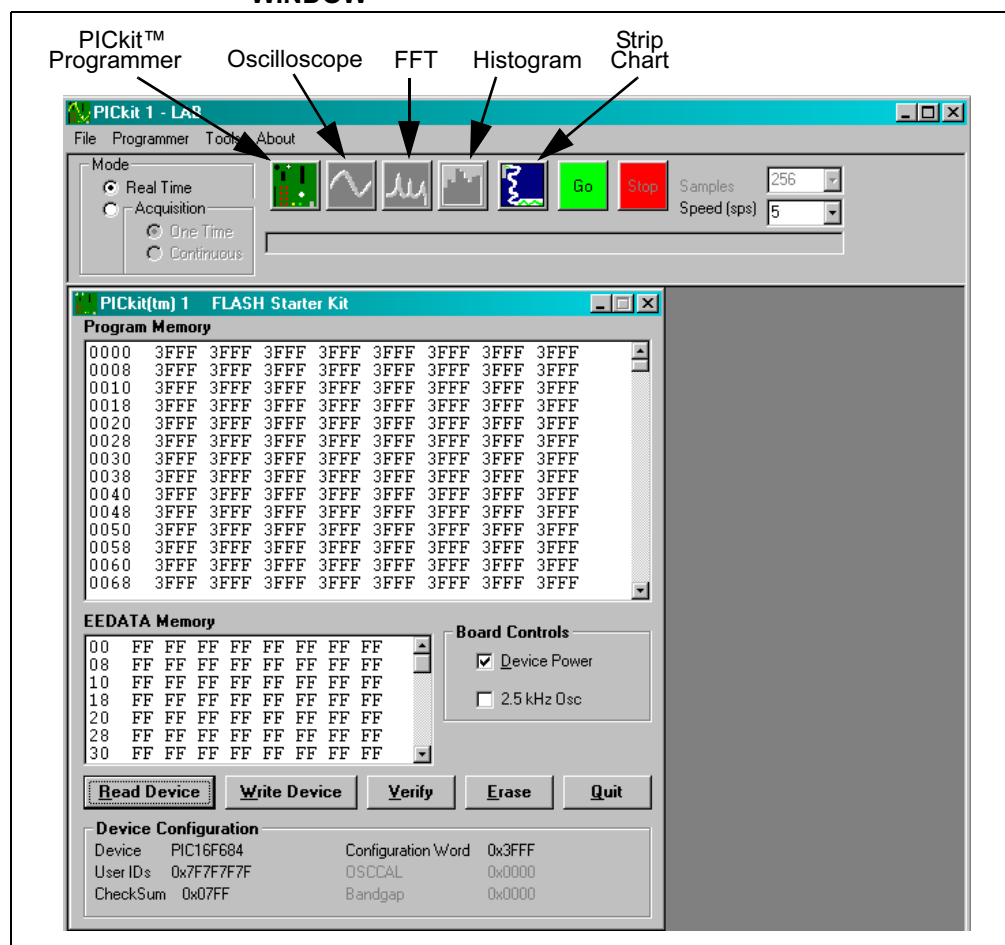 WINDOW
PICkit™
Programmer
Oscilloscope
FFT
Histogram
Strip
Chart
PICkit 1 - LAB
File Programmer Tools About
Mode
Real Time
Acquisition
One Time
Continuous
Go
Stop
Samples 256
Speed (sps) 5
PICkit(tm) 1 FLASH Starter Kit
Program Memory
0000 3FFF 3FFF 3FFF 3FFF 3FFF 3FFF 3FFF 3FFF
0008 3FFF 3FFF 3FFF 3FFF 3FFF 3FFF 3FFF 3FFF
0010 3FFF 3FFF 3FFF 3FFF 3FFF 3FFF 3FFF 3FFF
0018 3FFF 3FFF 3FFF 3FFF 3FFF 3FFF 3FFF 3FFF
0020 3FFF 3FFF 3FFF 3FFF 3FFF 3FFF 3FFF 3FFF
0028 3FFF 3FFF 3FFF 3FFF 3FFF 3FFF 3FFF 3FFF
0030 3FFF 3FFF 3FFF 3FFF 3FFF 3FFF 3FFF 3FFF
0038 3FFF 3FFF 3FFF 3FFF 3FFF 3FFF 3FFF 3FFF
0040 3FFF 3FFF 3FFF 3FFF 3FFF 3FFF 3FFF 3FFF
0048 3FFF 3FFF 3FFF 3FFF 3FFF 3FFF 3FFF 3FFF
0050 3FFF 3FFF 3FFF 3FFF 3FFF 3FFF 3FFF 3FFF
0058 3FFF 3FFF 3FFF 3FFF 3FFF 3FFF 3FFF 3FFF
0060 3FFF 3FFF 3FFF 3FFF 3FFF 3FFF 3FFF 3FFF
0068 3FFF 3FFF 3FFF 3FFF 3FFF 3FFF 3FFF 3FFF
EEDATA Memory
00 FF FF FF FF FF FF FF FF
08 FF FF FF FF FF FF FF FF
10 FF FF FF FF FF FF FF FF
18 FF FF FF FF FF FF FF FF
20 FF FF FF FF FF FF FF FF
28 FF FF FF FF FF FF FF FF
30 FF FF FF FF FF FF FF FF
Board Controls
Device Power
2.5 kHz Osc
Read Device
Write Device
Verify
Erase
Quit
Device Configuration
Device PIC16F684 Configuration Word 0x3FFF
User IDs 0x7F7F7F7F OSCCAL 0x0000
CheckSum 0x07FF Bandgap 0x0000